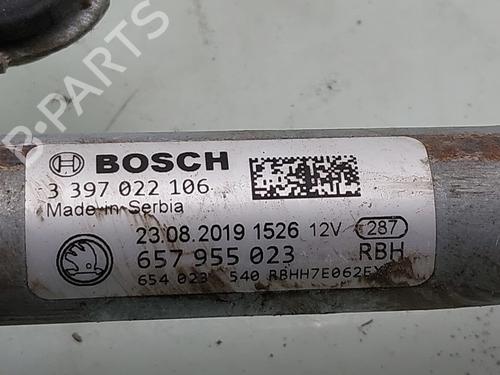 BOSCH
3 397 022 106
Made in Serbia
23.08.2019 1526 12V 287
657 955 023 RBH
654 023 540 RBHH7E062EX
B-PARTS